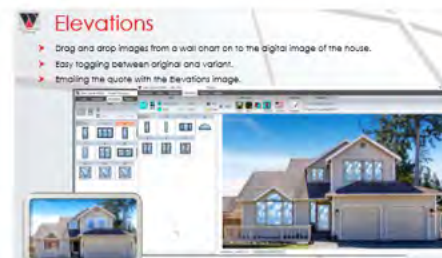 Elevations
Drag and drop images from a wall chart on to the digital image of the house.
Easy toggling between original and variant.
Emailing the quote with the Elevations image.